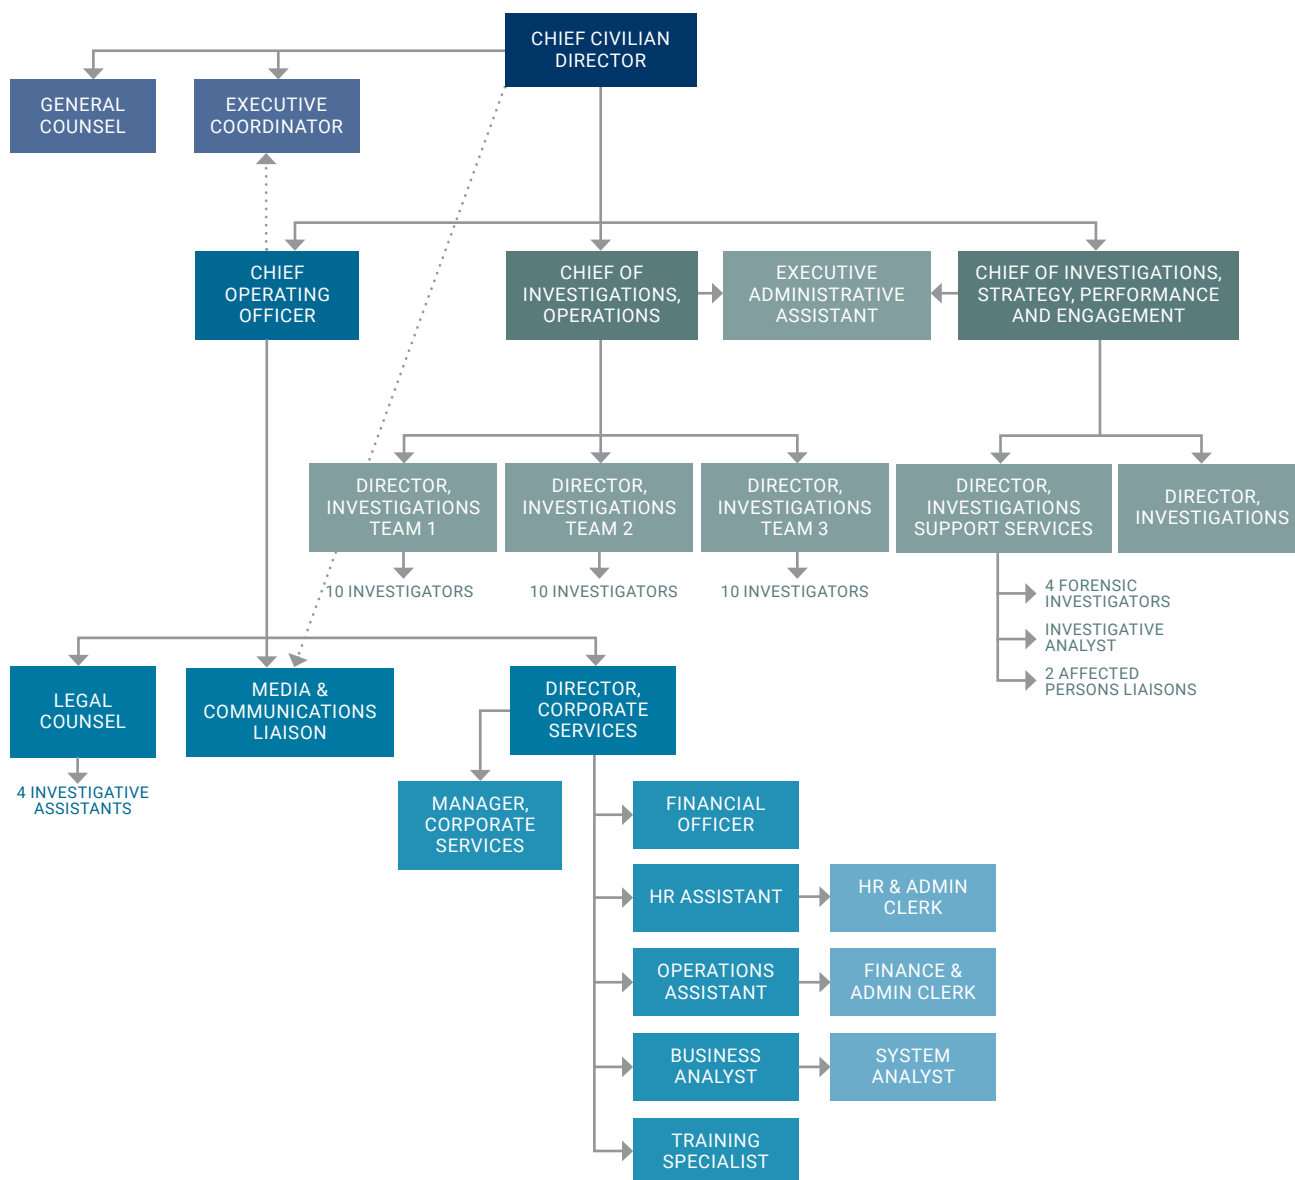 CHIEF CIVILIAN
DIRECTOR
GENERAL
COUNSEL
EXECUTIVE
COORDINATOR
CHIEF
OPERATING
OFFICER
CHIEF OF
INVESTIGATIONS,
OPERATIONS
EXECUTIVE
ADMINISTRATIVE
ASSISTANT
CHIEF OF INVESTIGATIONS,
STRATEGY, PERFORMANCE
AND ENGAGEMENT
DIRECTOR,
INVESTIGATIONS
TEAM 1
DIRECTOR,
INVESTIGATIONS
TEAM 2
DIRECTOR,
INVESTIGATIONS
TEAM 3
DIRECTOR,
INVESTIGATIONS
SUPPORT SERVICES
DIRECTOR,
INVESTIGATIONS
10 INVESTIGATORS
10 INVESTIGATORS
10 INVESTIGATORS
4 FORENSIC
INVESTIGATORS
INVESTIGATIVE
ANALYST
2 AFFECTED
PERSONS LIAISONS
LEGAL
COUNSEL
MEDIA &
COMMUNICATIONS
LIAISON
DIRECTOR,
CORPORATE
SERVICES
4 INVESTIGATIVE
ASSISTANTS
MANAGER,
CORPORATE
SERVICES
FINANCIAL
OFFICER
HR ASSISTANT
HR & ADMIN
CLERK
OPERATIONS
ASSISTANT
FINANCE &
ADMIN CLERK
BUSINESS
ANALYST
SYSTEM
ANALYST
TRAINING
SPECIALIST